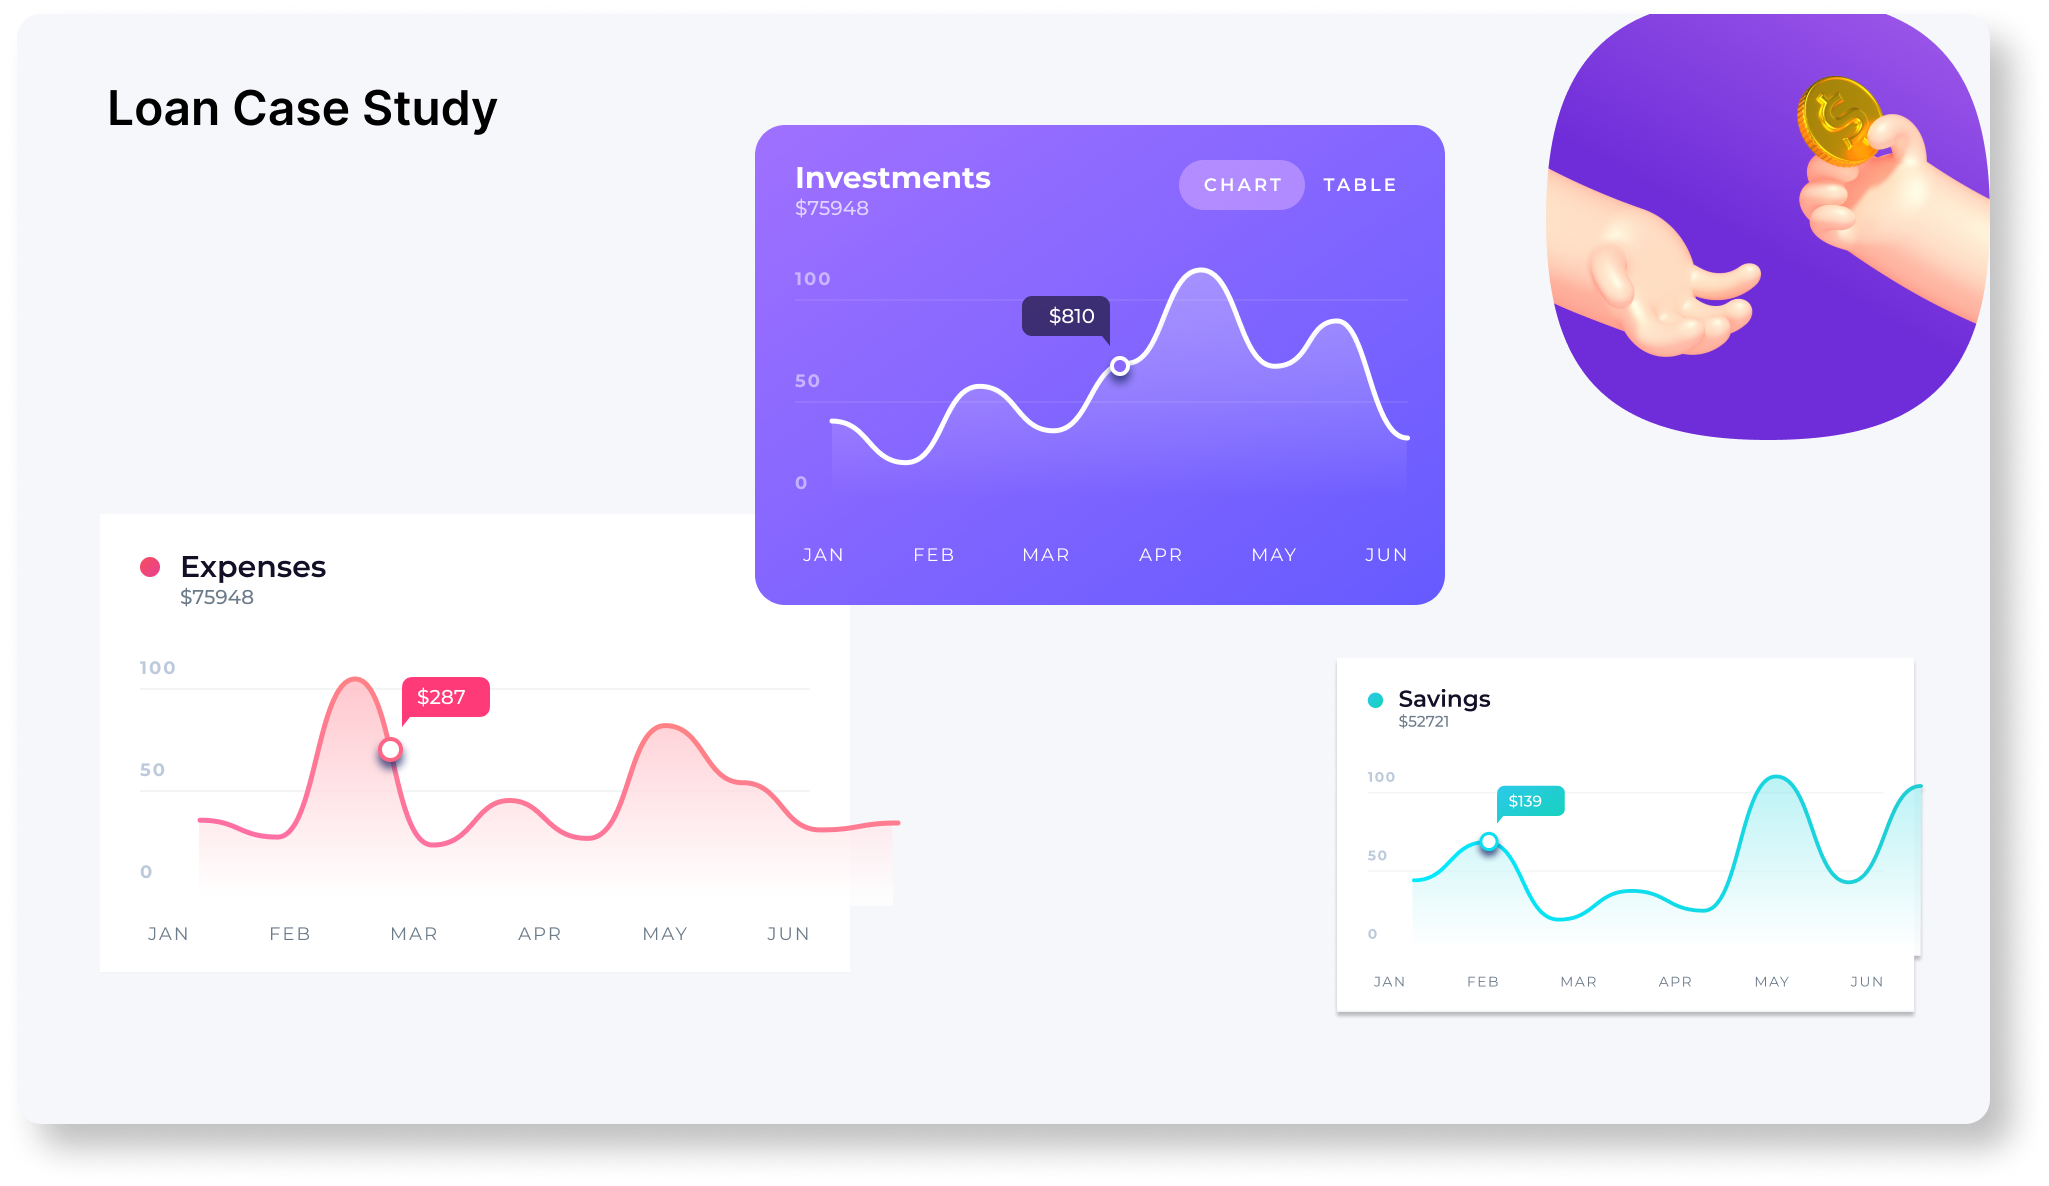 Loan Case Study
Investments
$75948
CHART TABLE
100
$810
50
0
JAN FEB MAR APR MAY JUN
Expenses
$75948
100
$287
50
0
JAN FEB MAR APR MAY JUN
Savings
$52721
100
$139
50
0
JAN FEB MAR APR MAY JUN